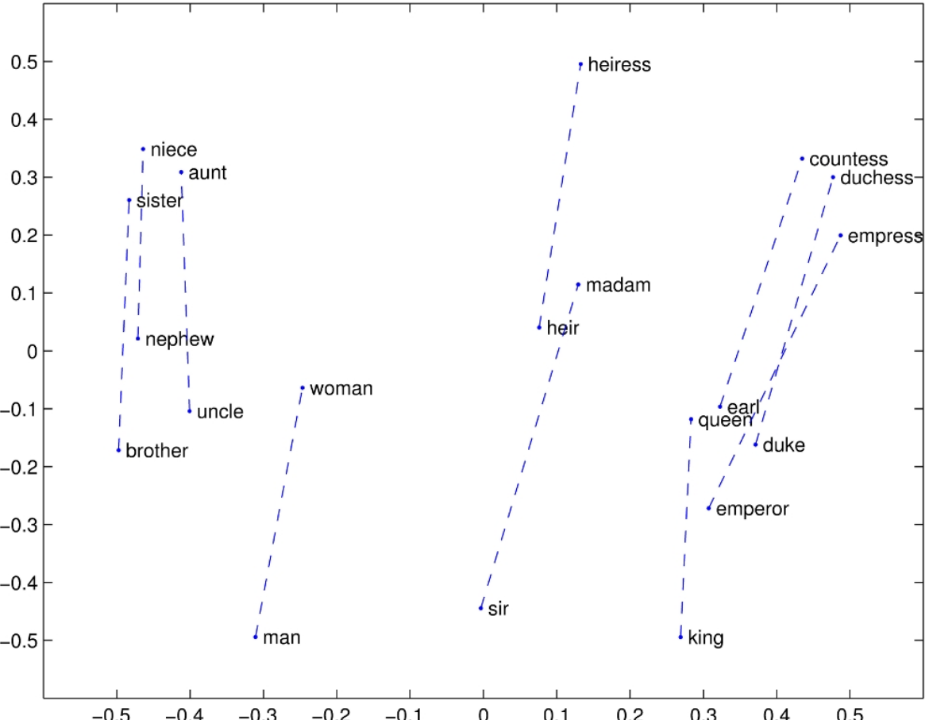 0.5
0.4
0.3
0.2
0.1
0
−0.1
−0.2
−0.3
−0.4
−0.5
heiress
niece
aunt
countess
duchess
sister
empress
madam
heir
nephew
woman
earl
uncle
queen
brother
duke
emperor
sir
man
king
−0.5 −0.4 −0.3 −0.2 −0.1 0 0.1 0.2 0.3 0.4 0.5